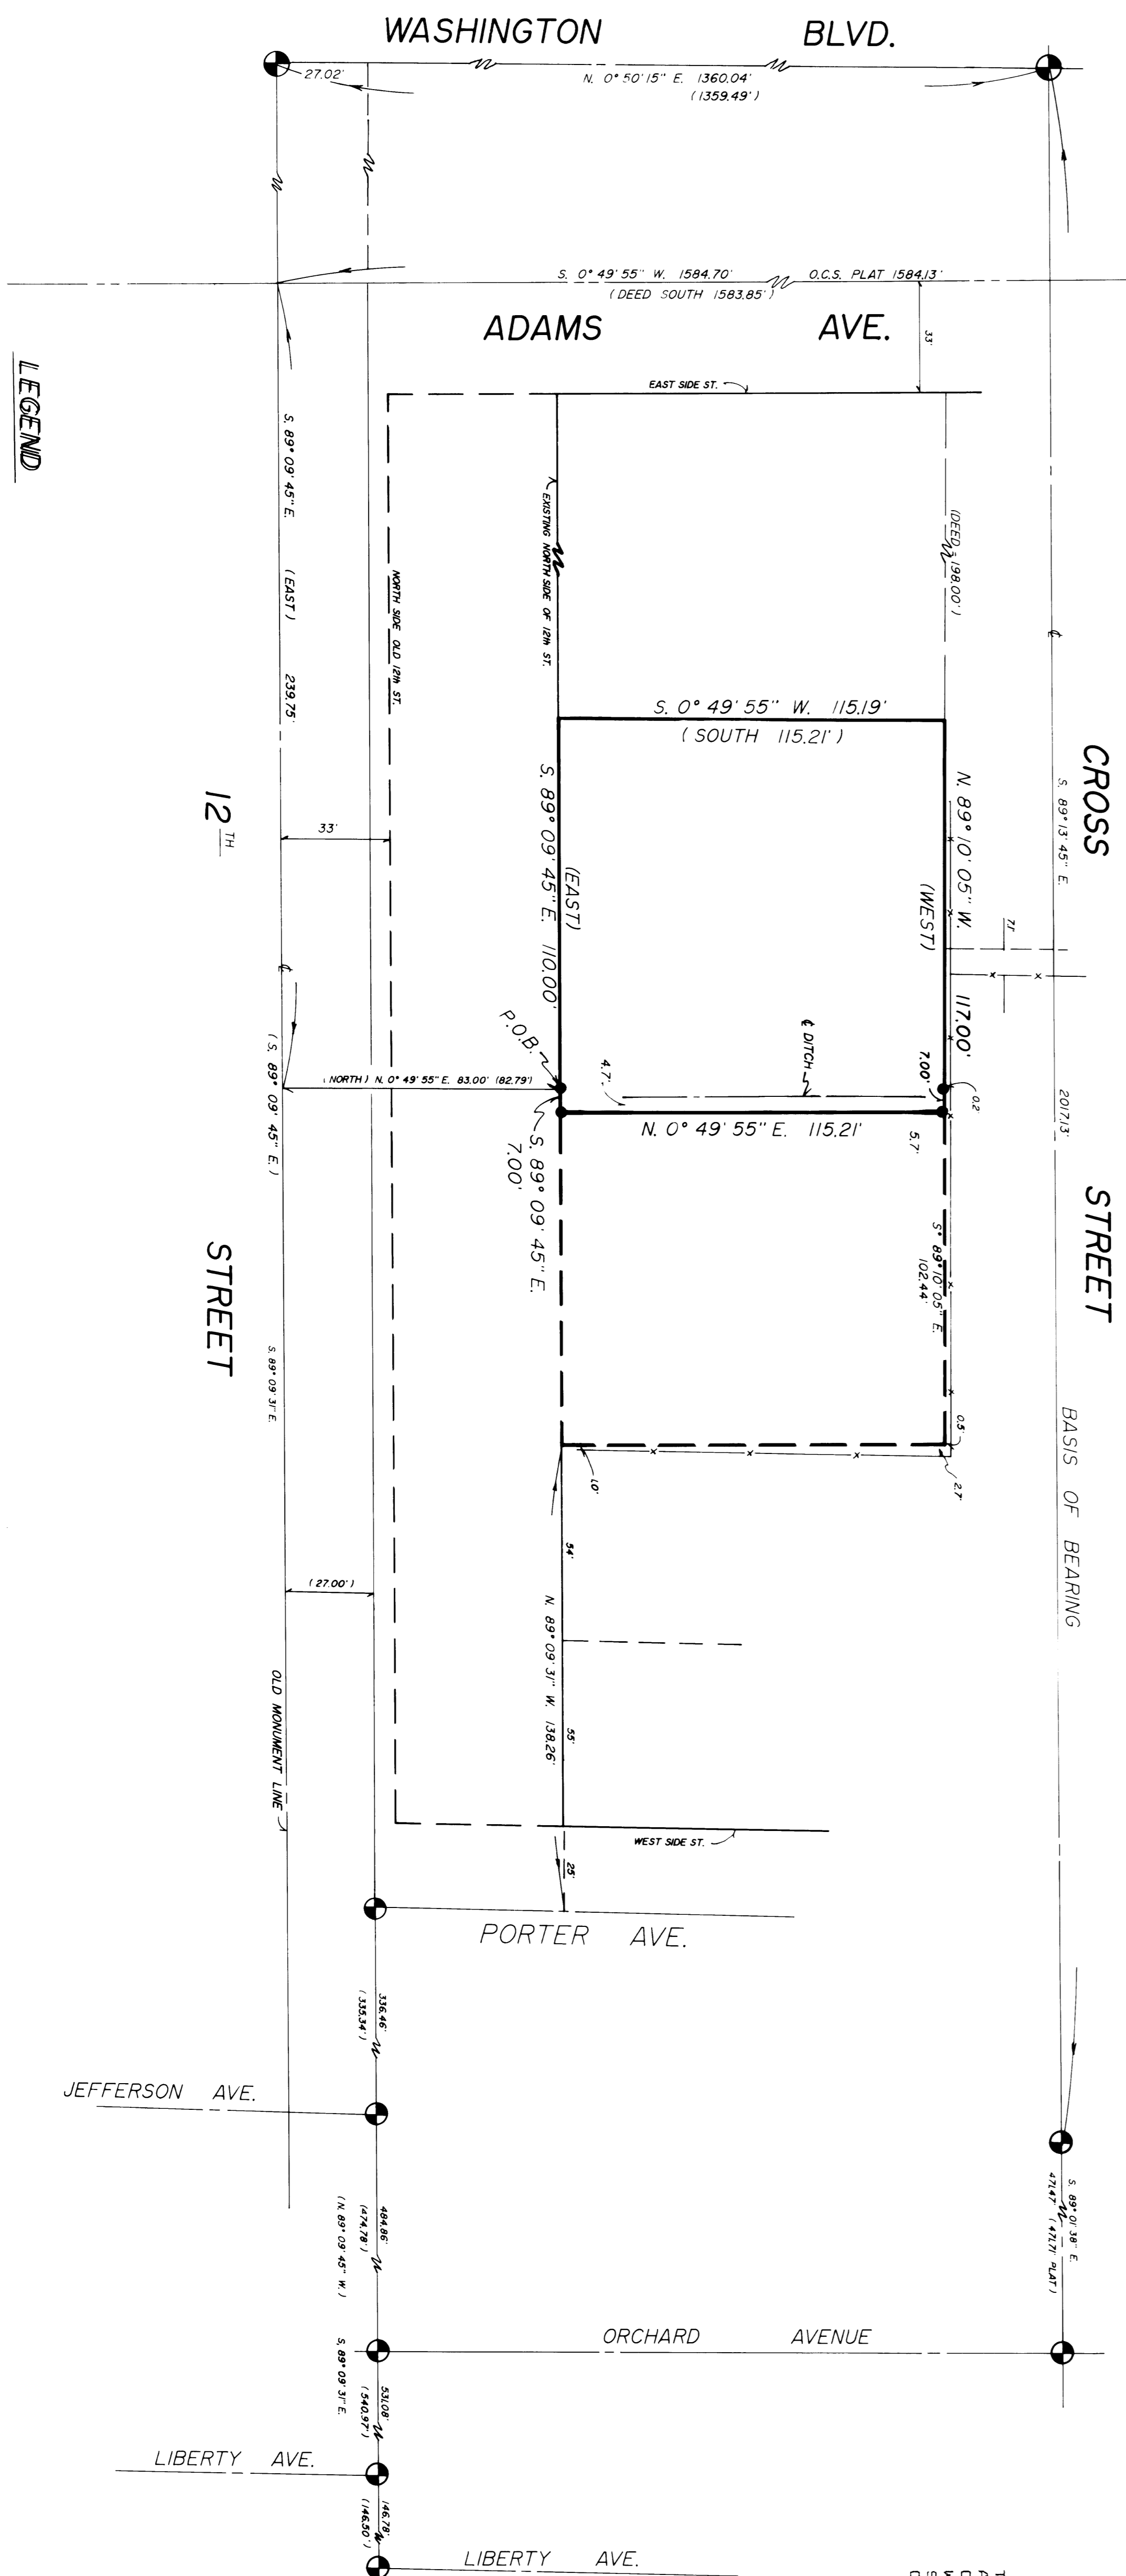 WASHINGTON BLVD.
27.02'
N. 0° 50' 15" E. 1360.04'
(1359.49')
S. 0° 49' 55" W. 1584.70' O.C.S. PLAT 1584.13'
(DEED SOUTH 1583.85')
ADAMS AVE.
33'
EAST SIDE ST.
LEGEND
S. 89° 09' 45" E. (EAST) 239.75'
EXISTING NORTH SIDE OF 12th ST.
(DEED = 198.00')
NORTH SIDE OLD 12th ST.
℄
S. 0° 49' 55" W. 115.19'
(SOUTH 115.21')
CROSS STREET
S. 89° 13' 45" E. 2017.13' BASIS OF BEARING
N. 89° 10' 05" W. 117.00'
(WEST)
S. 89° 09' 45" E. 110.00'
(EAST)
12TH STREET
33'
7.1'
℄
℄ DITCH
P.O.B.
4.7'
7.00'
0.2
(NORTH) N. 0° 49' 55" E. 83.00' (82.79')
N. 0° 49' 55" E. 115.21'
5.7'
(S. 89° 09' 45" E.)
S. 89° 09' 45" E.
7.00'
S° 89° 10' 05" E.
102.44'
S. 89° 09' 31" E.
0.5'
2.7'
1.0'
54'
(27.00')
N. 89° 09' 31" W. 138.26'
55'
OLD MONUMENT LINE
WEST SIDE ST.
25'
PORTER AVE.
336.46'
(335.34')
JEFFERSON AVE.
S. 89° 01' 38" E.
471.47' (471.71' PLAT)
484.86'
(474.78')
(N. 89° 09' 45" W.)
ORCHARD AVENUE
S. 89° 09' 31" E.
531.08'
(540.97')
LIBERTY AVE.
146.78'
(146.50')
LIBERTY AVE.